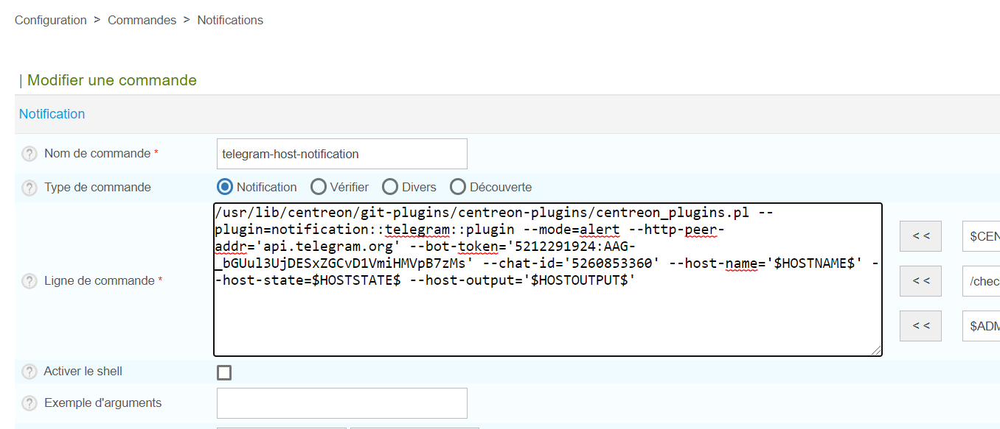 Configuration > Commandes > Notifications
| Modifier une commande
Notification
? Nom de commande *
telegram-host-notification
? Type de commande
Notification Vérifier Divers Découverte
? Ligne de commande *
/usr/lib/centreon/git-plugins/centreon-plugins/centreon_plugins.pl --
plugin=notification::telegram::plugin --mode=alert --http-peer-
addr='api.telegram.org' --bot-token='5212291924:AAG-
_bGUul3UjDESxZGCvD1VmiHMVpB7zMs' --chat-id='5260853360' --host-name='$HOSTNAME$' -
-host-state=$HOSTSTATE$ --host-output='$HOSTOUTPUT$'
<< $CEN
<< /chec
<< $ADM
? Activer le shell
? Exemple d'arguments